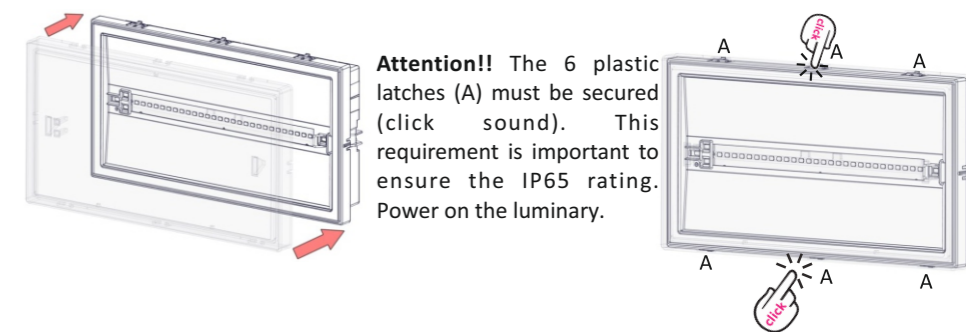 Attention!! The 6 plastic
latches (A) must be secured
(click sound). This
requirement is important to
ensure the IP65 rating.
Power on the luminary.
click
A A A
A A A
click